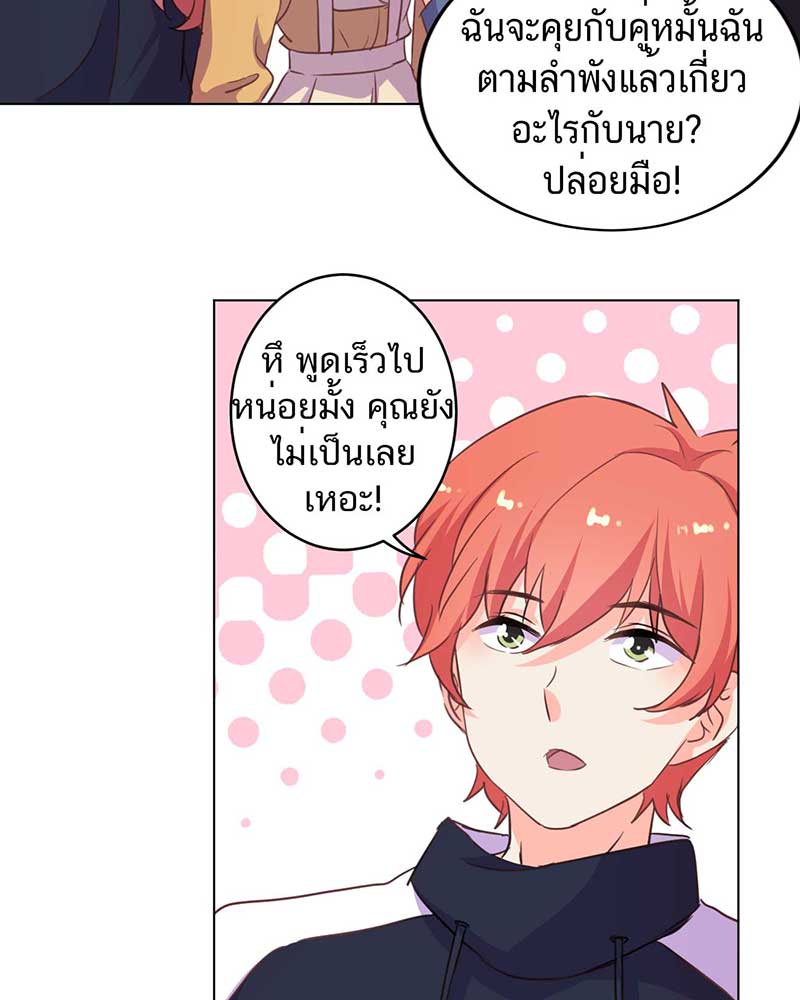 ฉันจะคุยกับคู่หมั้นฉัน
ตามลำพังแล้วเกี่ยว
อะไรกับนาย?
ปล่อยมือ!
หึ พูดเร็วไป
หน่อยมั้ง คุณยัง
ไม่เป็นเลย
เหอะ!